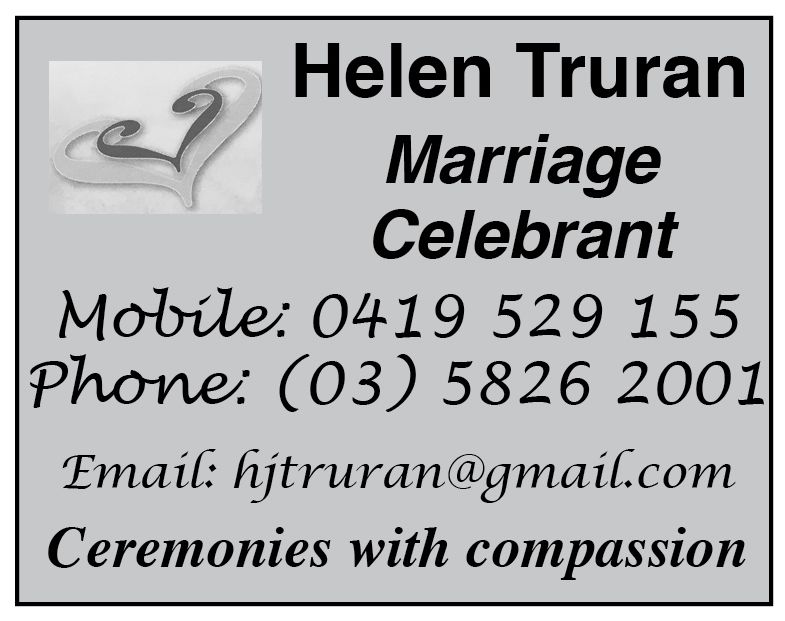 Helen Truran
Marriage
Celebrant
Mobile: 0419 529 155
Phone: (03) 5826 2001
Email: hjtruran@gmail.com
Ceremonies with compassion